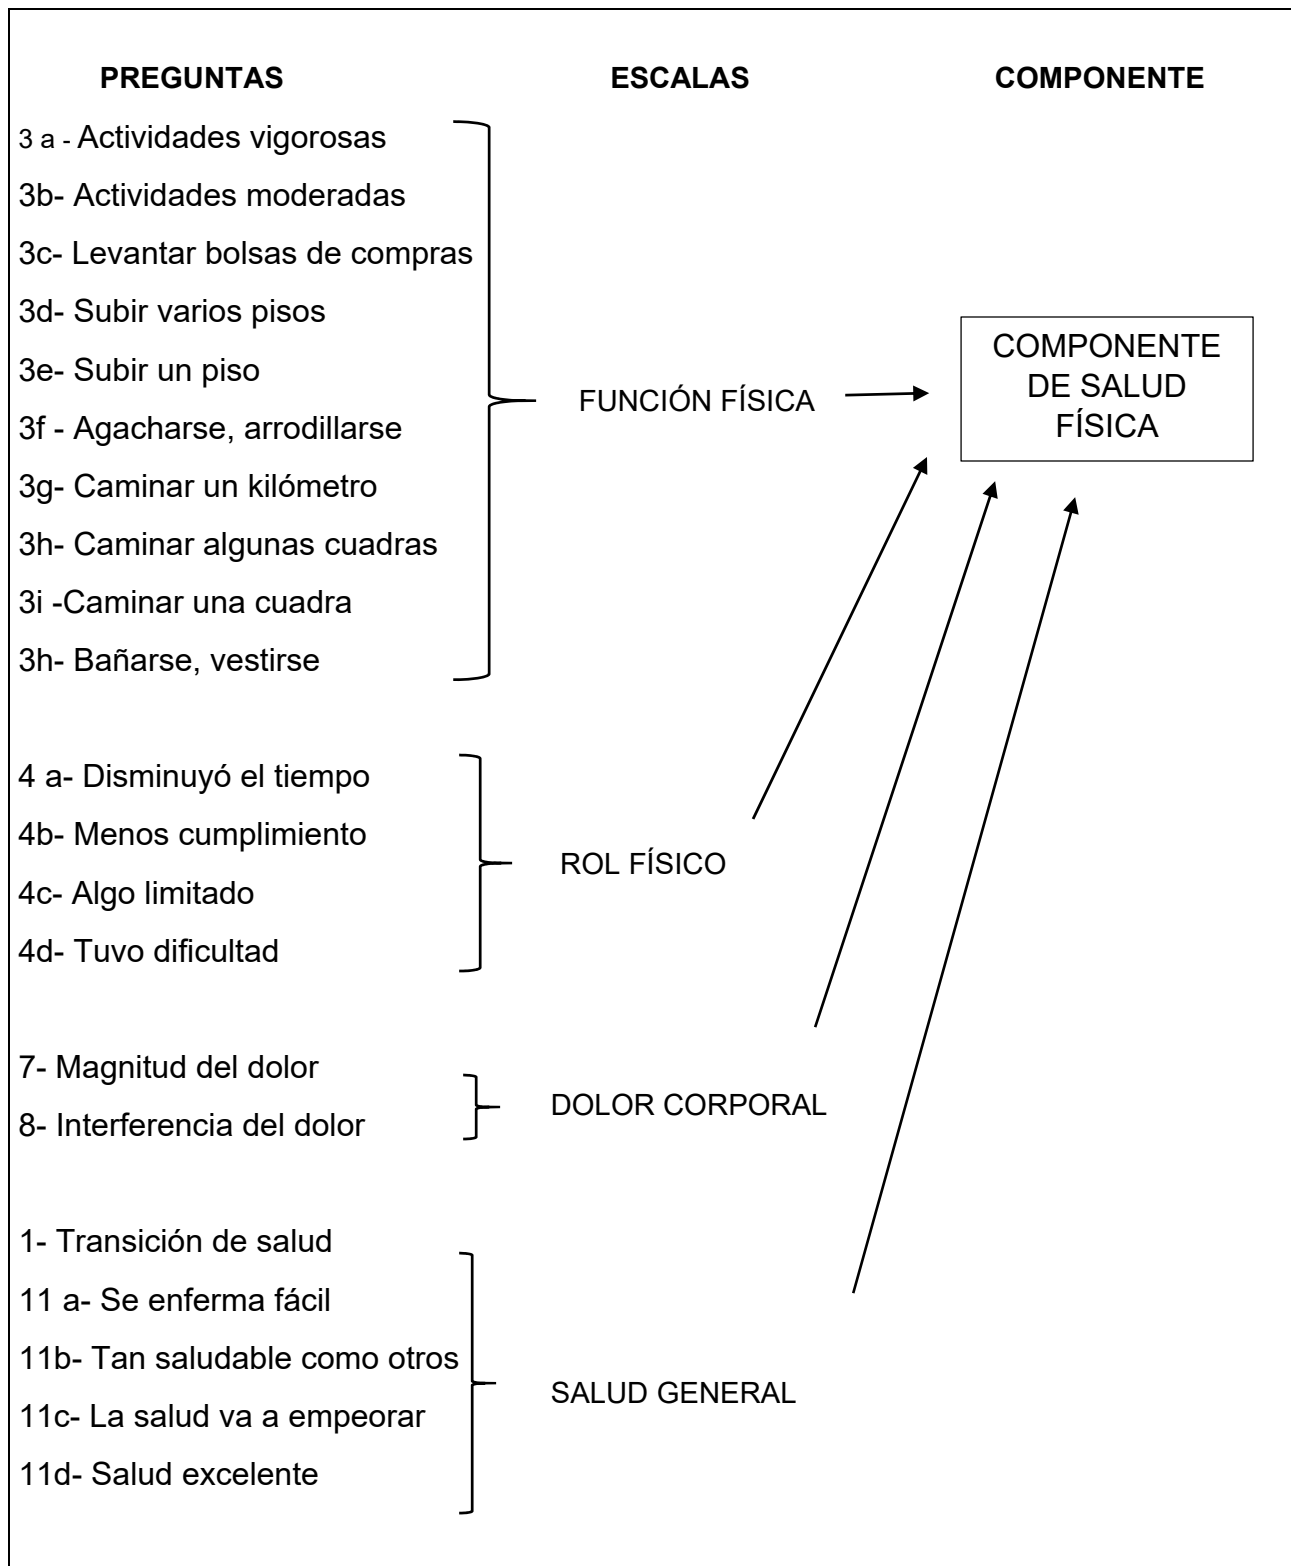 PREGUNTAS ESCALAS COMPONENTE
3 a - Actividades vigorosas
3b- Actividades moderadas
3c- Levantar bolsas de compras
3d- Subir varios pisos
3e- Subir un piso
3f - Agacharse, arrodillarse
3g- Caminar un kilómetro
3h- Caminar algunas cuadras
3i -Caminar una cuadra
3h- Bañarse, vestirse
FUNCIÓN FÍSICA
COMPONENTE
DE SALUD
FÍSICA
4 a- Disminuyó el tiempo
4b- Menos cumplimiento
4c- Algo limitado
4d- Tuvo dificultad
ROL FÍSICO
7- Magnitud del dolor
8- Interferencia del dolor
DOLOR CORPORAL
1- Transición de salud
11 a- Se enferma fácil
11b- Tan saludable como otros
11c- La salud va a empeorar
11d- Salud excelente
SALUD GENERAL